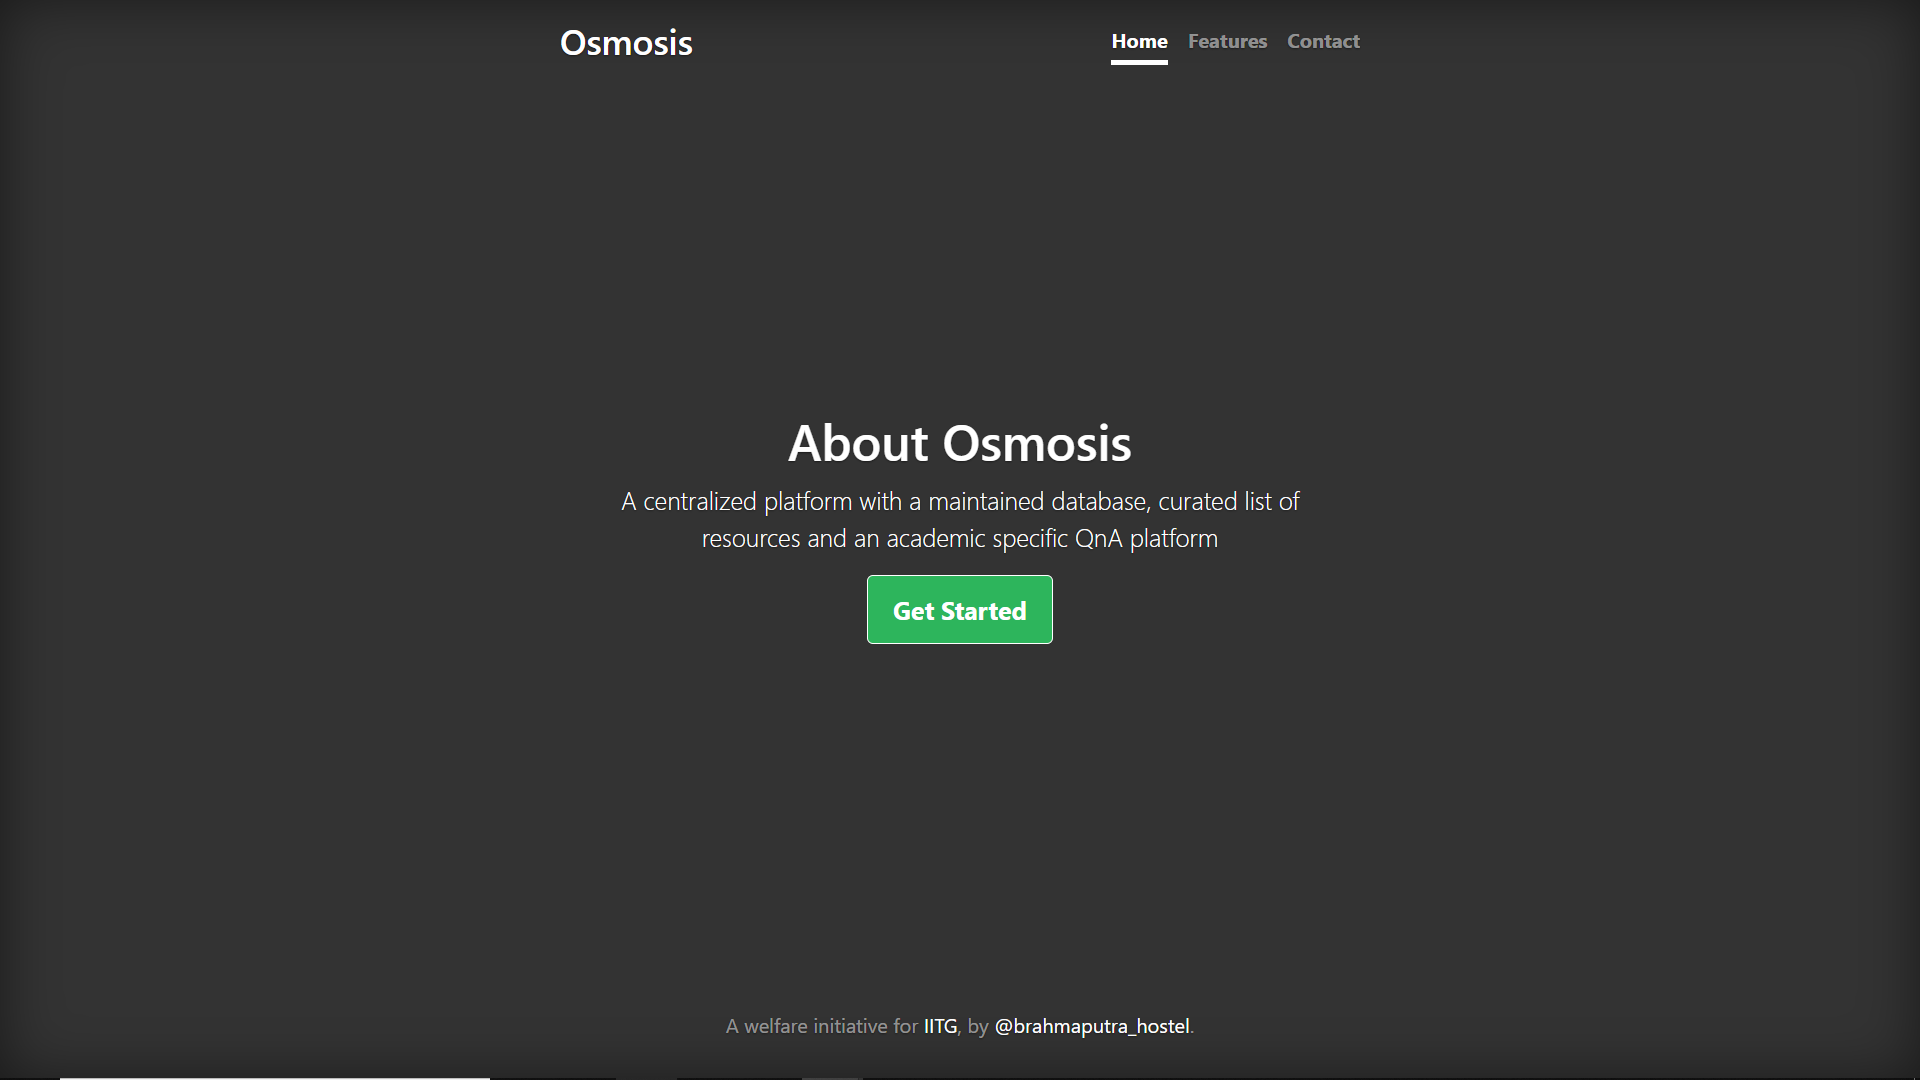 Osmosis
Home Features Contact
About Osmosis
A centralized platform with a maintained database, curated list of
resources and an academic specific QnA platform
Get Started
A welfare initiative for IITG, by @brahmaputra_hostel.